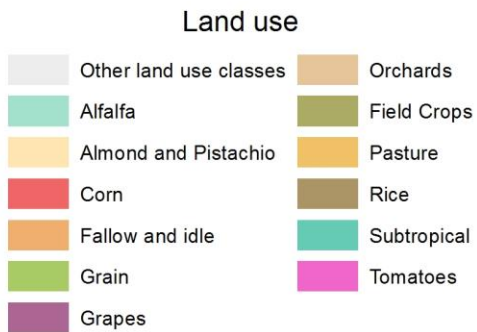 Land use
Other land use classes
Alfalfa
Almond and Pistachio
Corn
Fallow and idle
Grain
Grapes
Orchards
Field Crops
Pasture
Rice
Subtropical
Tomatoes